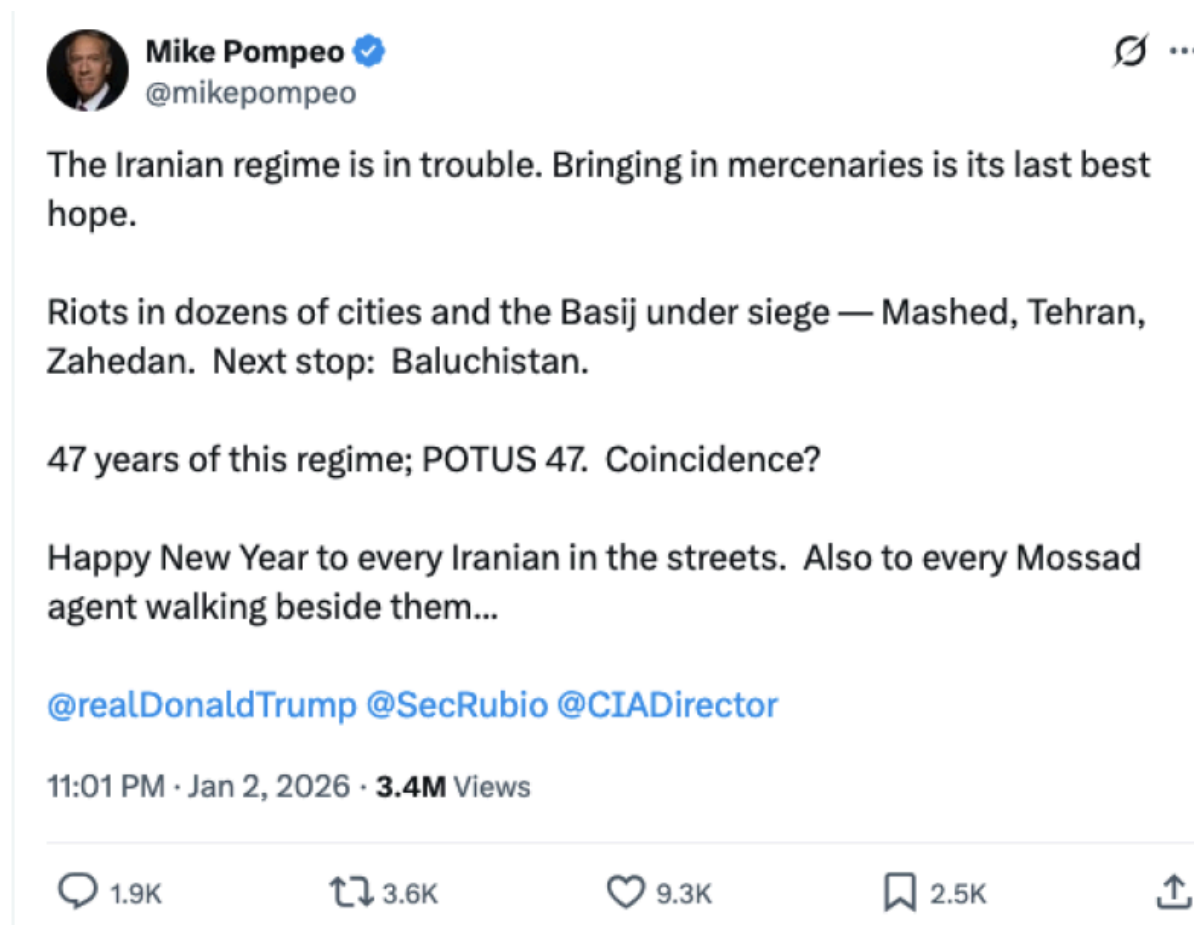 Mike Pompeo
@mikepompeo
The Iranian regime is in trouble. Bringing in mercenaries is its last best
hope.
Riots in dozens of cities and the Basij under siege — Mashed, Tehran,
Zahedan.  Next stop:  Baluchistan.
47 years of this regime; POTUS 47.  Coincidence?
Happy New Year to every Iranian in the streets.  Also to every Mossad
agent walking beside them...
@realDonaldTrump @SecRubio @CIADirector
11:01 PM · Jan 2, 2026 · 3.4M Views
1.9K 3.6K 9.3K 2.5K